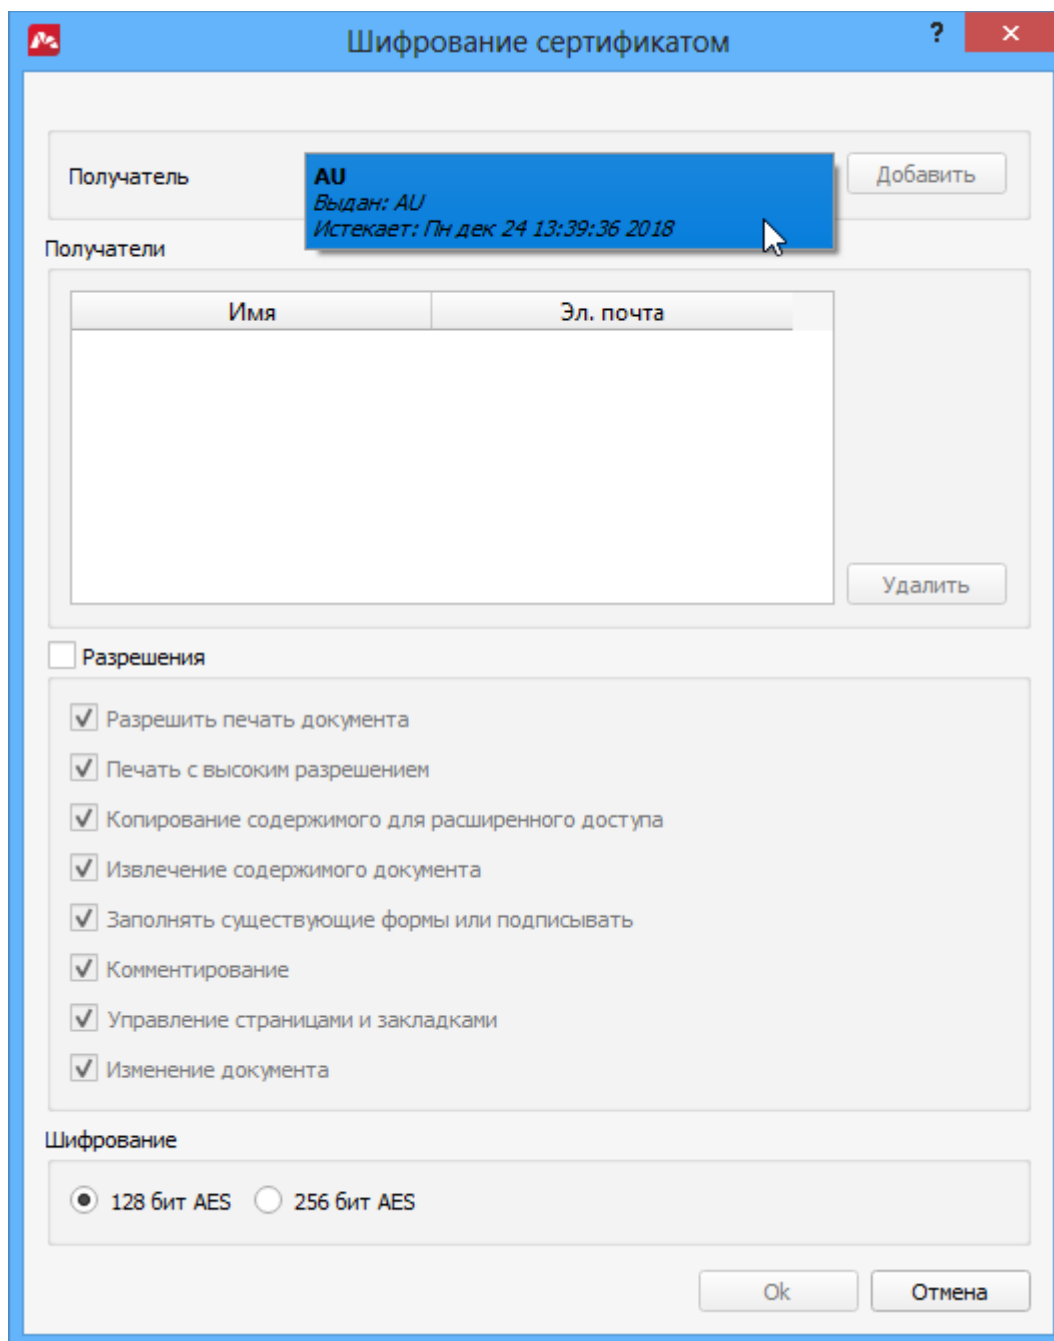 Шифрование сертификатом
?
Получатель
AU
Выдан: AU
Истекает: Пн дек 24 13:39:36 2018
Добавить
Получатели
Имя
Эл. почта
Удалить
Разрешения
Разрешить печать документа
Печать с высоким разрешением
Копирование содержимого для расширенного доступа
Извлечение содержимого документа
Заполнять существующие формы или подписывать
Комментирование
Управление страницами и закладками
Изменение документа
Шифрование
128 бит AES
256 бит AES
Ok
Отмена